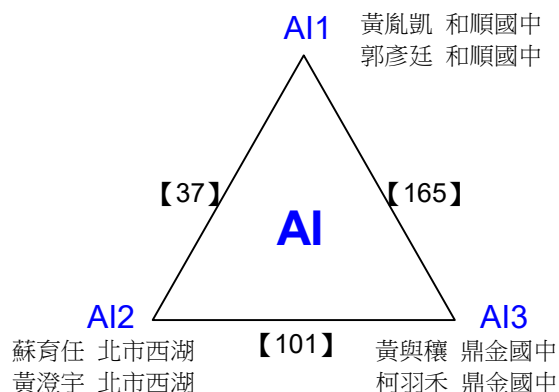 AI1
黃胤凱 和順國中
郭彥廷 和順國中
【37】
【165】
AI
AI2
蘇育任 北市西湖
黃澄宇 北市西湖
【101】
AI3
黃與穰 鼎金國中
柯羽禾 鼎金國中